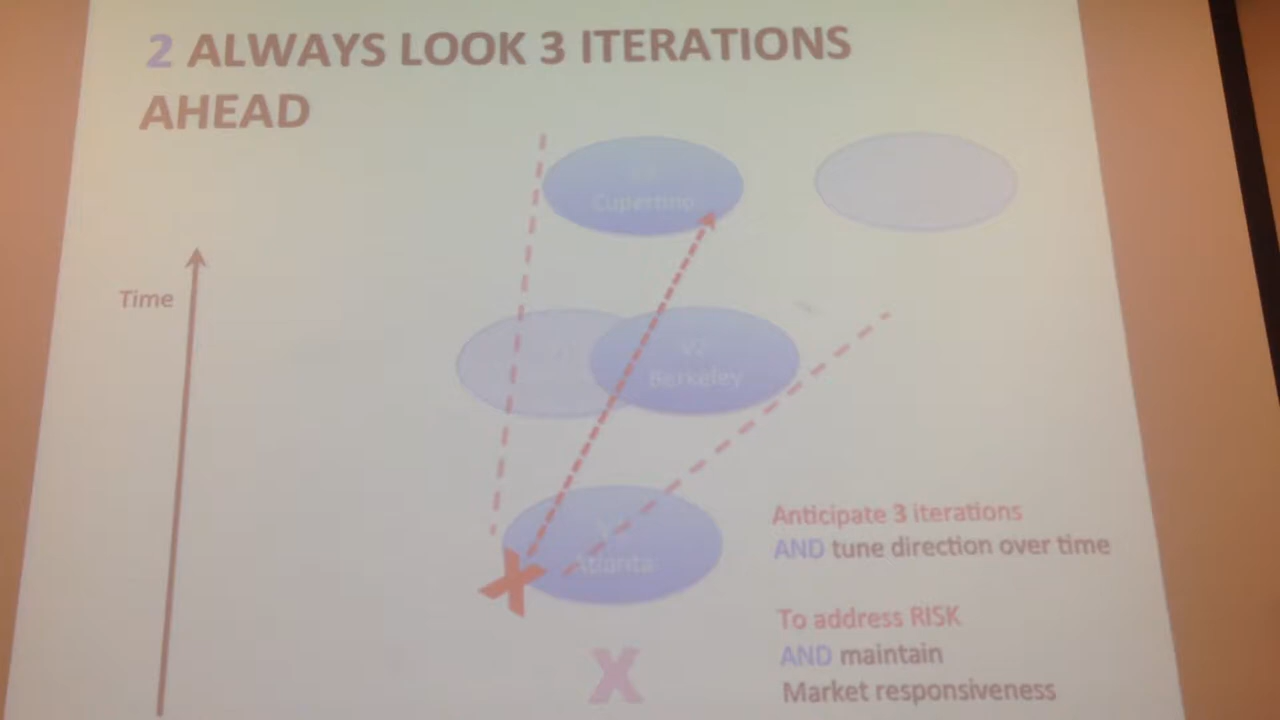 2 ALWAYS LOOK 3 ITERATIONS
AHEAD
Cupertino
Time
V2
Berkeley
Atlanta
Anticipate 3 iterations
AND tune direction over time
To address RISK
AND maintain
Market responsiveness